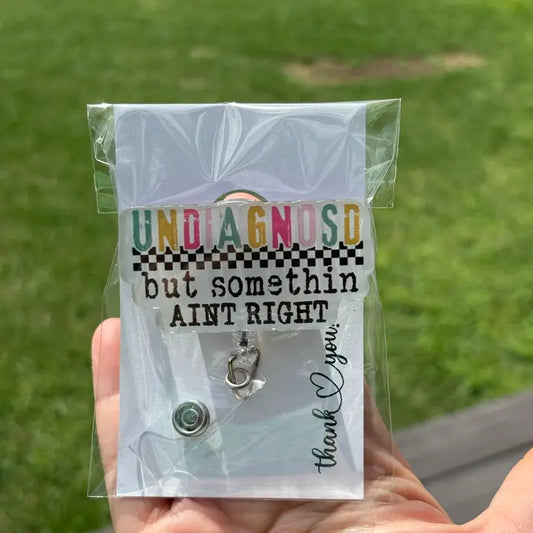 UNDIAGNOSD
but somethin
AINT RIGHT
thank you.